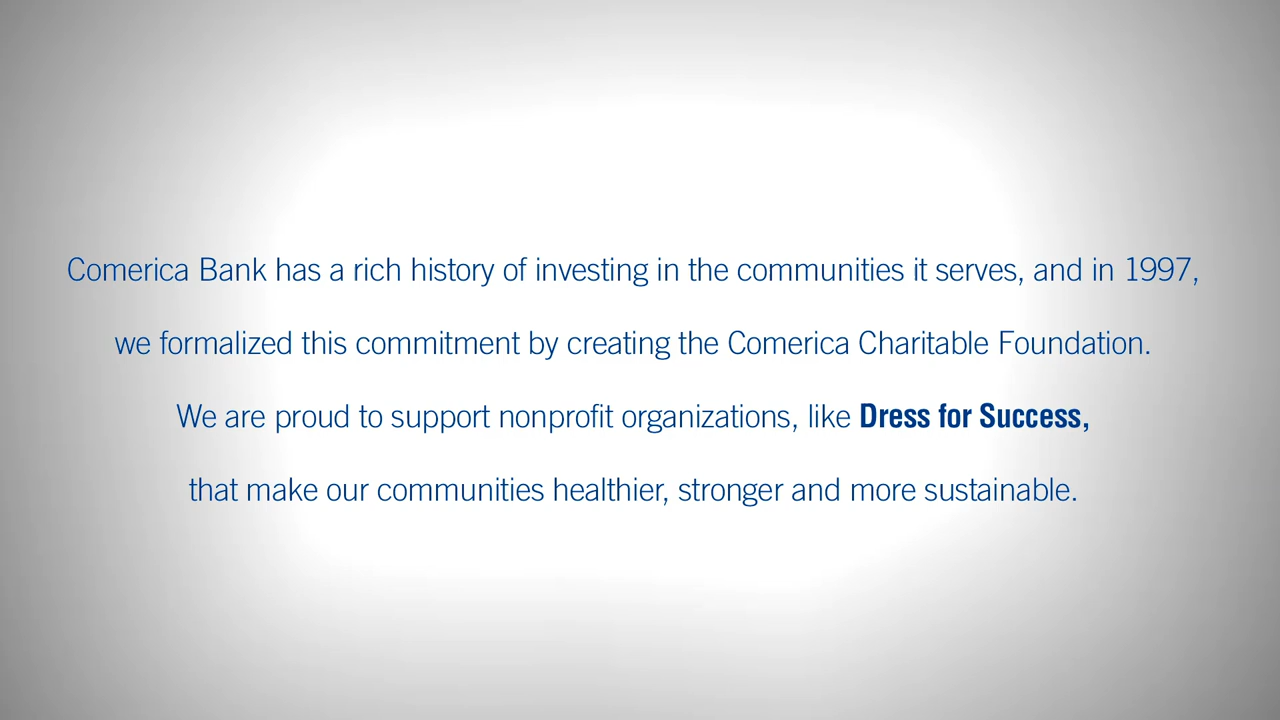 Comerica Bank has a rich history of investing in the communities it serves, and in 1997,
we formalized this commitment by creating the Comerica Charitable Foundation.
We are proud to support nonprofit organizations, like Dress for Success,
that make our communities healthier, stronger and more sustainable.